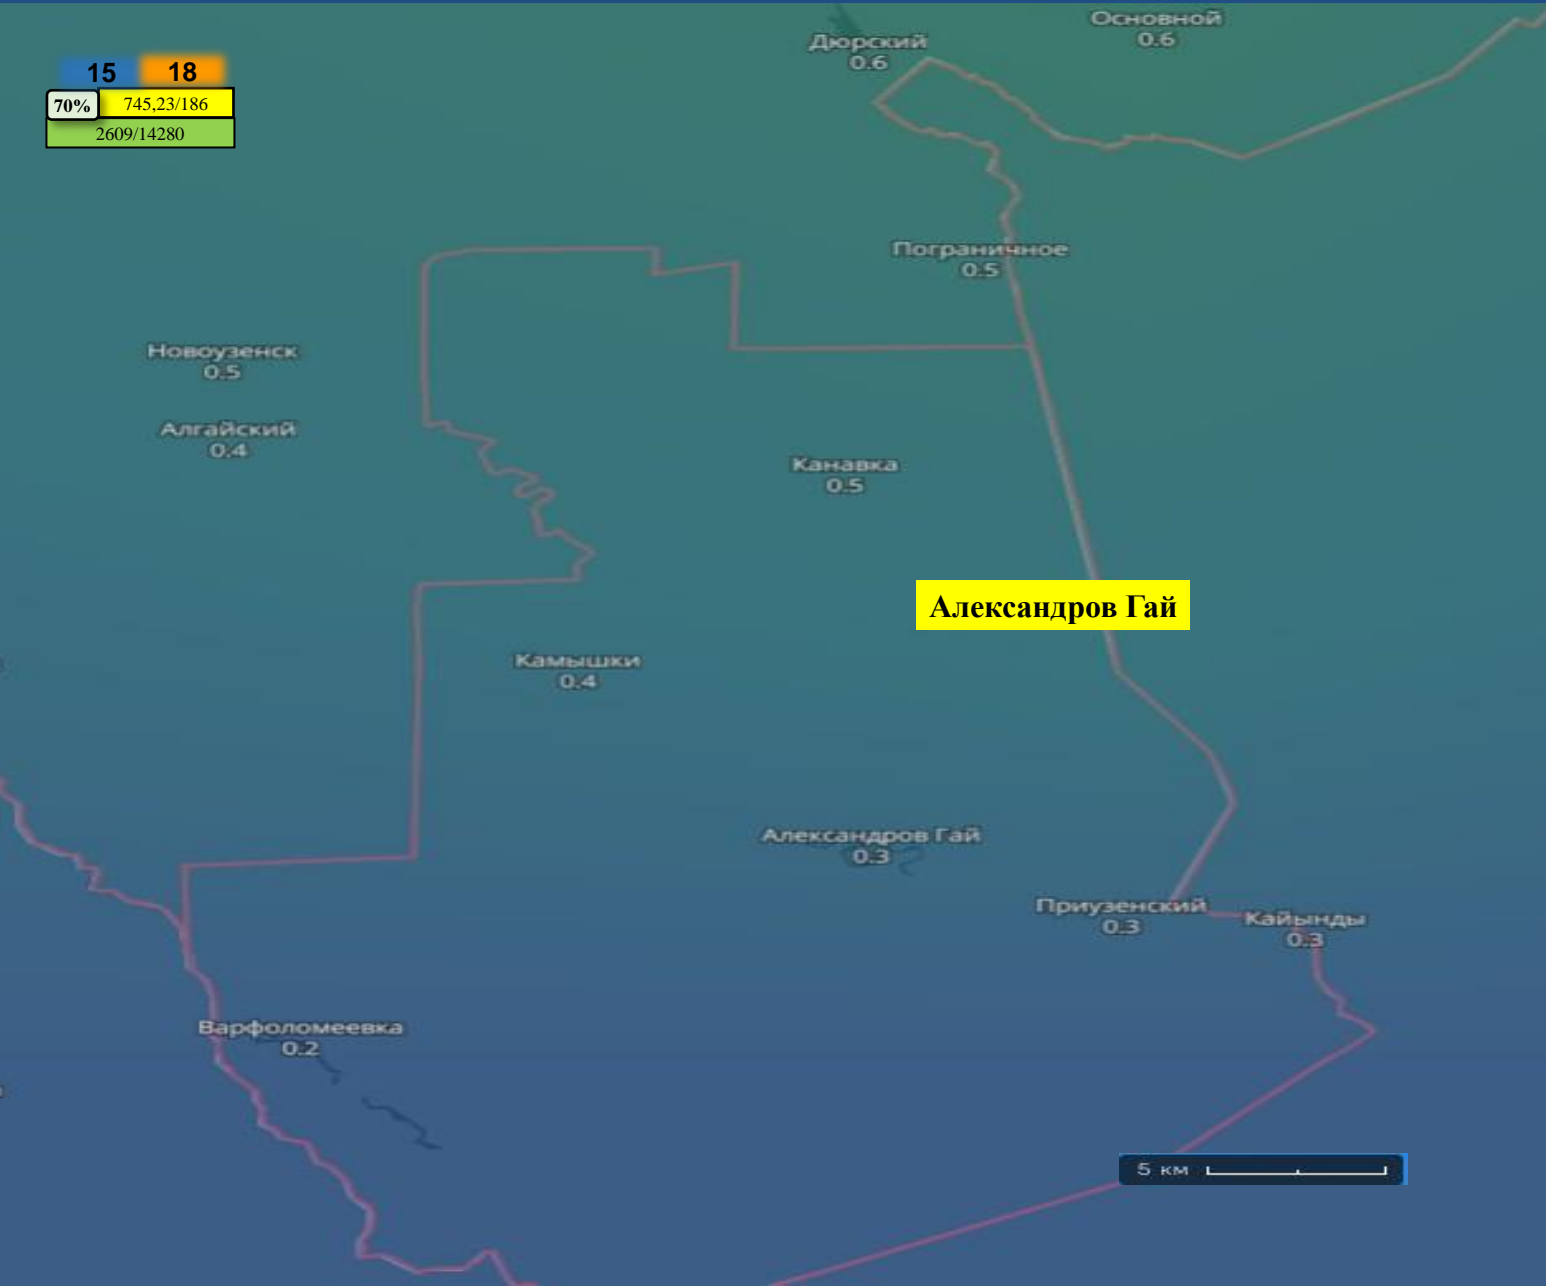 Основной
0.6
Дюрский
0.6
15 18
70% 745,23/186
2609/14280
Пограничное
0.5
Новоузенск
0.5
Алгайский
0.4
Канавка
0.5
Александров Гай
Камышки
0.4
Александров Гай
0.3
Приузенский
0.3
Кайынды
0.3
Варфоломеевка
0.2
5 км